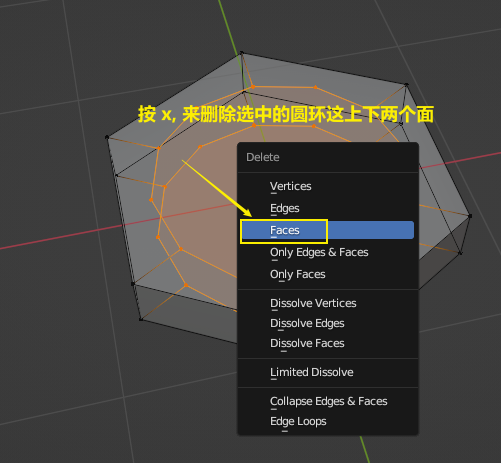 按 x, 来删除选中的圆环这上下两个面
Delete
Vertices
Edges
Faces
Only Edges & Faces
Only Faces
Dissolve Vertices
Dissolve Edges
Dissolve Faces
Limited Dissolve
Collapse Edges & Faces
Edge Loops